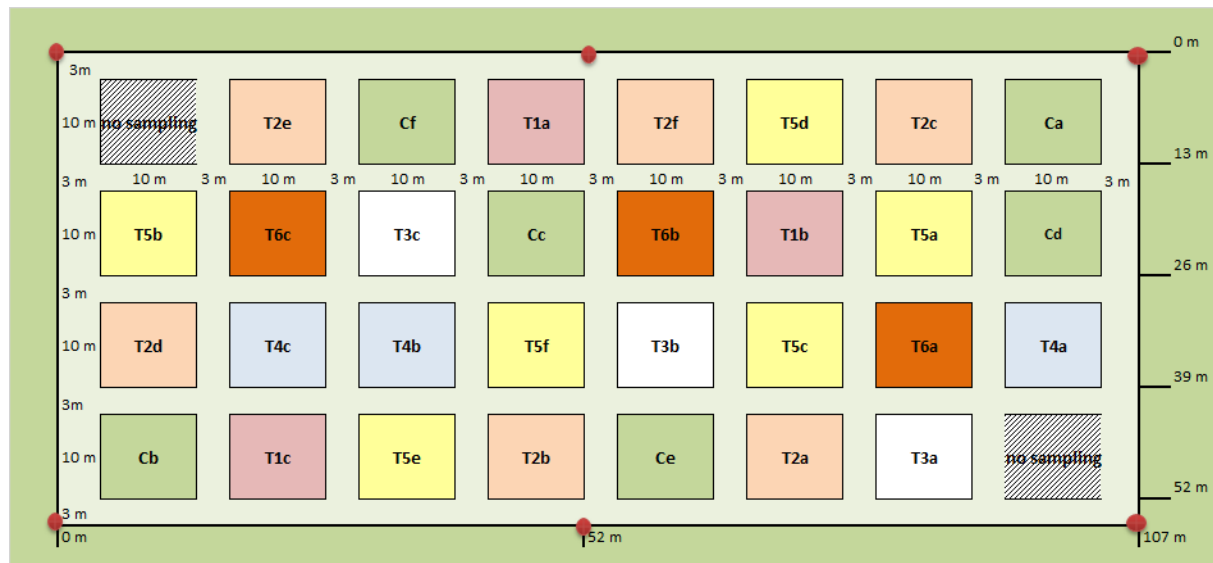 0 m
3m
10 m no sampling T2e Cf T1a T2f T5d T2c Ca
13 m
3 m 10 m 3 m 10 m 3 m 10 m 3 m 10 m 3 m 10 m 3 m 10 m 3 m 10 m 3 m 10 m 3 m
10 m T5b T6c T3c Cc T6b T1b T5a Cd
26 m
3 m
10 m T2d T4c T4b T5f T3b T5c T6a T4a
39 m
3m
10 m Cb T1c T5e T2b Ce T2a T3a no sampling
52 m
3 m
0 m 52 m 107 m